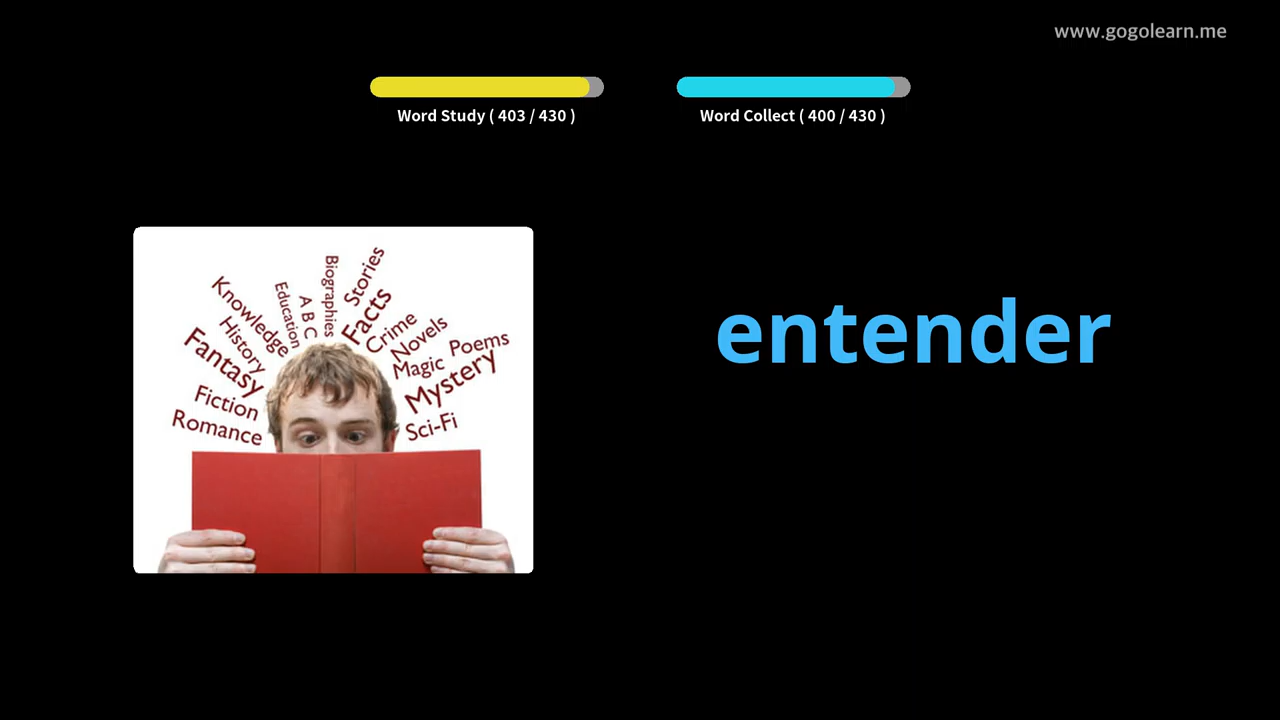 www.gogolearn.me
Word Study ( 403 / 430 )
Word Collect ( 400 / 430 )
Stories
Biographies
Facts
A B C
Education
Knowledge
Crime
Novels
History
Poems
Fantasy
Magic
Mystery
Fiction
Romance
Sci-Fi
entender